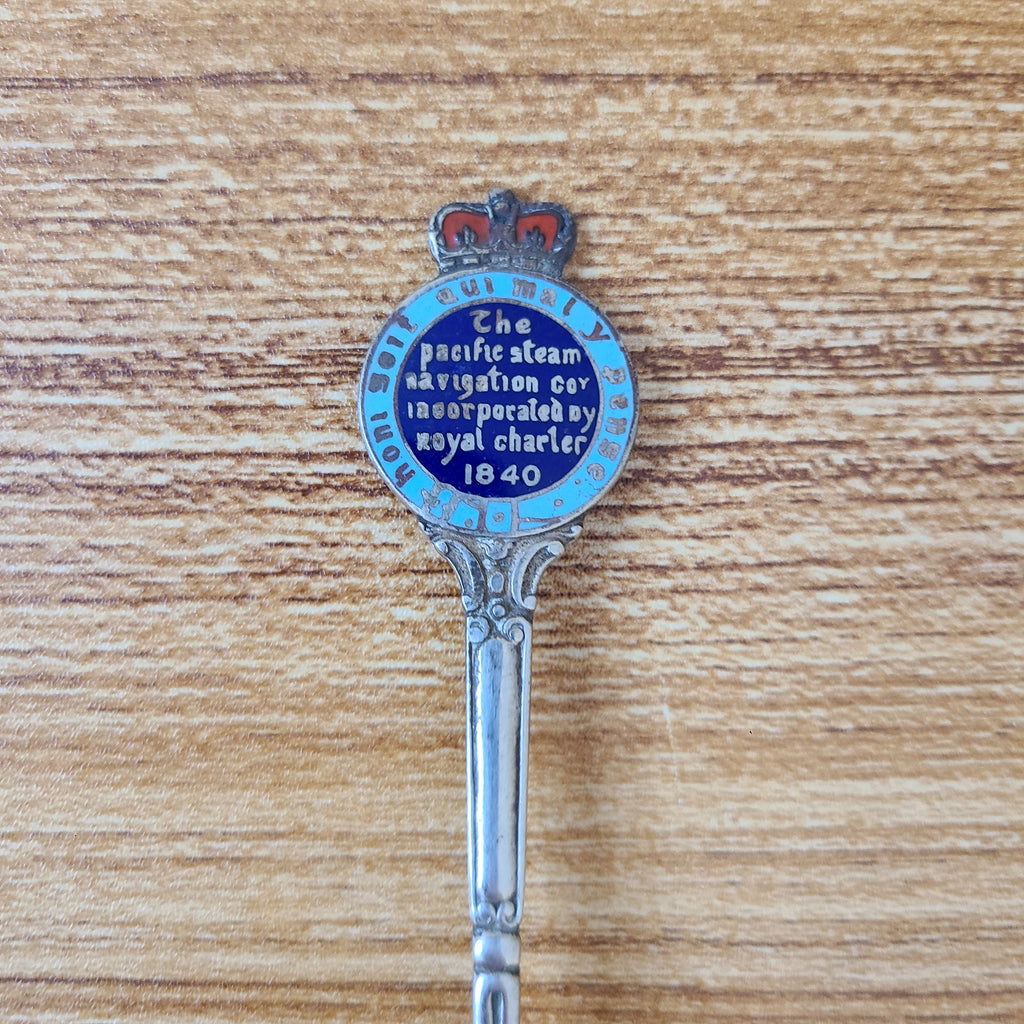 honi soit qui mal y pense
The
pacific steam
navigation coy
incorporated by
royal charter
1840